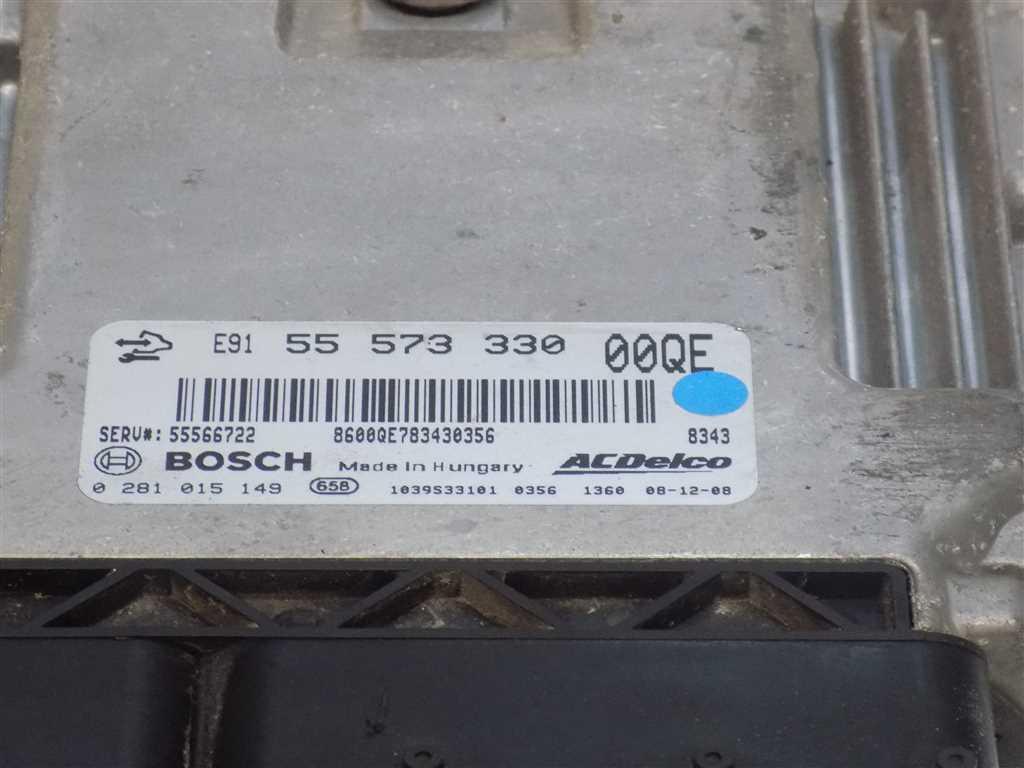 E91 55 573 330 00QE
SERV#: 55566722 8600QE783430356 8343
BOSCH Made in Hungary ACDelco
0 281 015 149 658 1039S33101 0356 1360 08-12-08